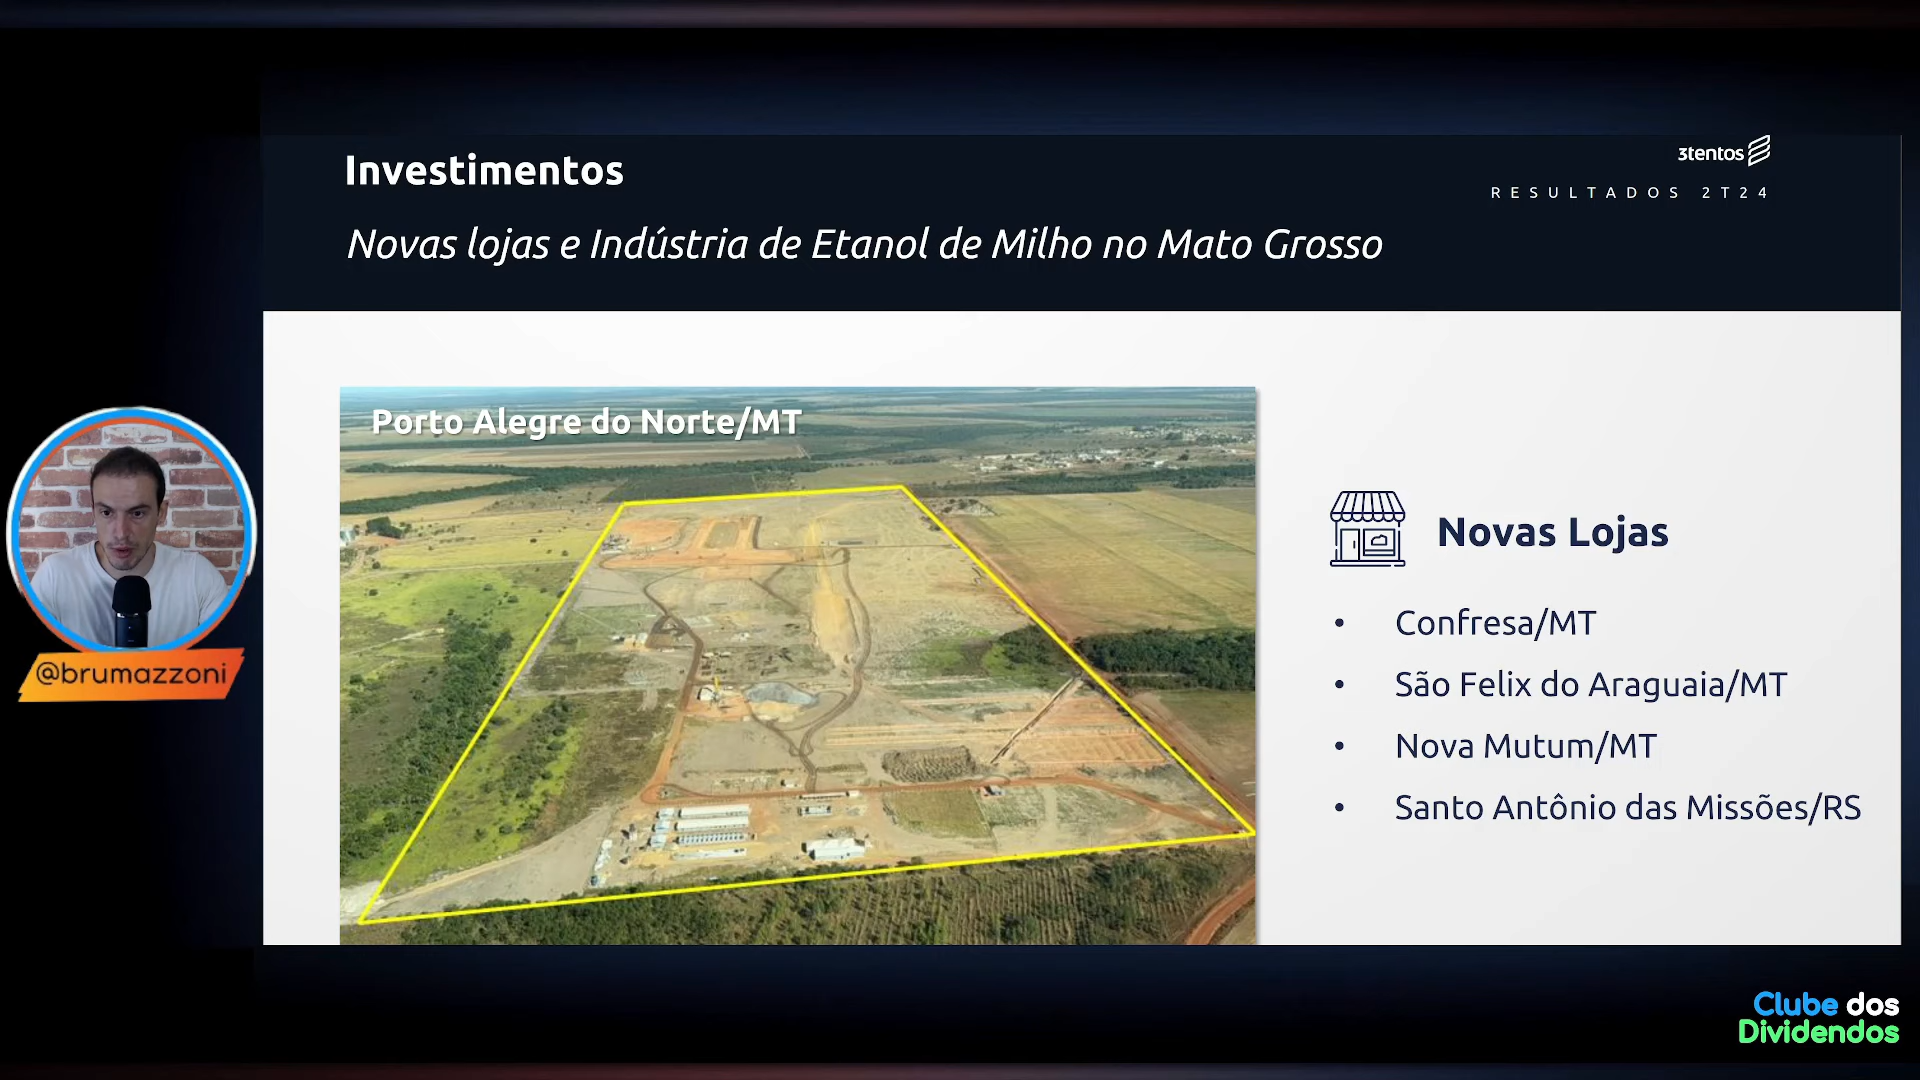 Investimentos
3tentos
RESULTADOS 2T24
Novas lojas e Indústria de Etanol de Milho no Mato Grosso
Porto Alegre do Norte/MT
Novas Lojas
• Confresa/MT
• São Felix do Araguaia/MT
• Nova Mutum/MT
• Santo Antônio das Missões/RS
@brumazzoni
Clube dos
Dividendos